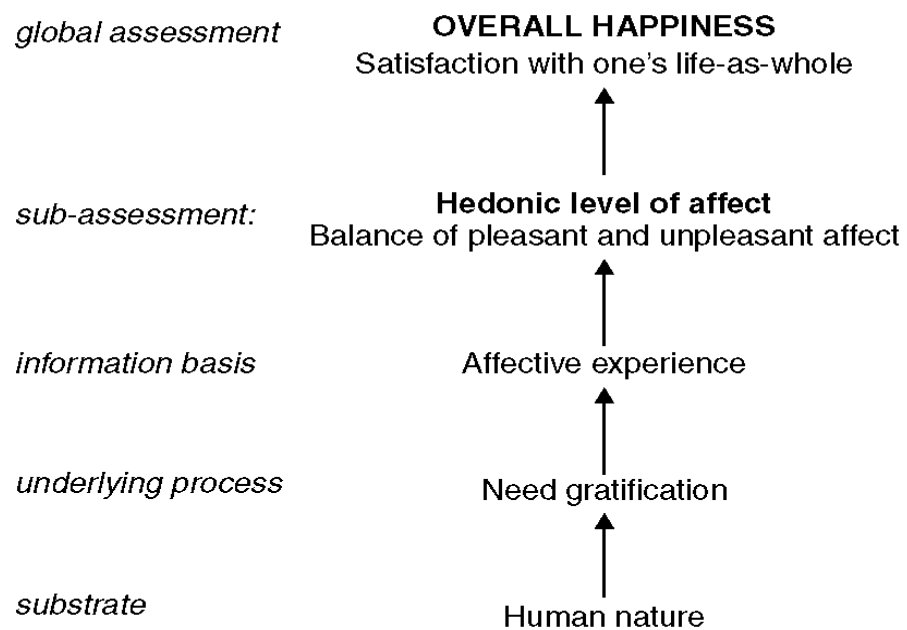 global assessment
OVERALL HAPPINESS
Satisfaction with one's life-as-whole
sub-assessment:
Hedonic level of affect
Balance of pleasant and unpleasant affect
information basis
Affective experience
underlying process
Need gratification
substrate
Human nature